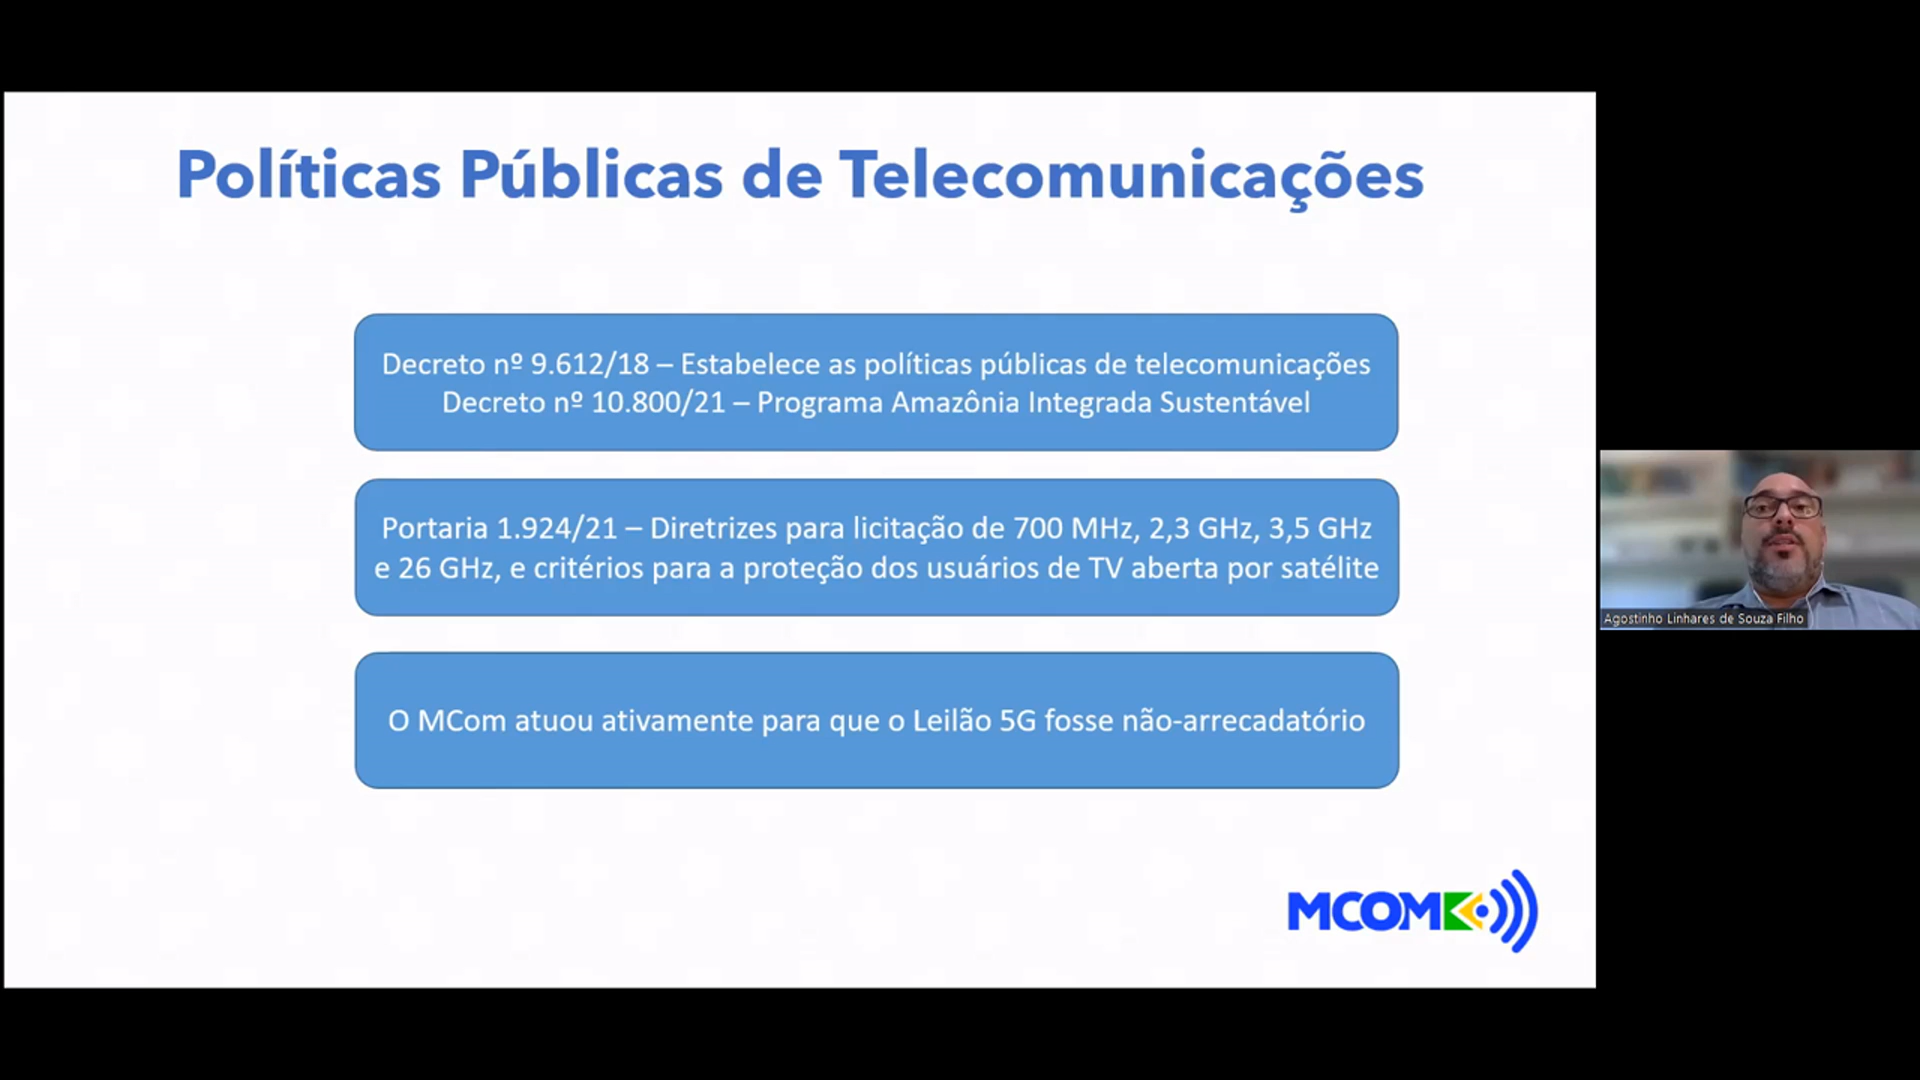 Políticas Públicas de Telecomunicações
Decreto nº 9.612/18 – Estabelece as políticas públicas de telecomunicações
Decreto nº 10.800/21 – Programa Amazônia Integrada Sustentável
Portaria 1.924/21 – Diretrizes para licitação de 700 MHz, 2,3 GHz, 3,5 GHz
e 26 GHz, e critérios para a proteção dos usuários de TV aberta por satélite
Agostinho Linhares de Souza Filho
O MCom atuou ativamente para que o Leilão 5G fosse não-arrecadatório
MCOM